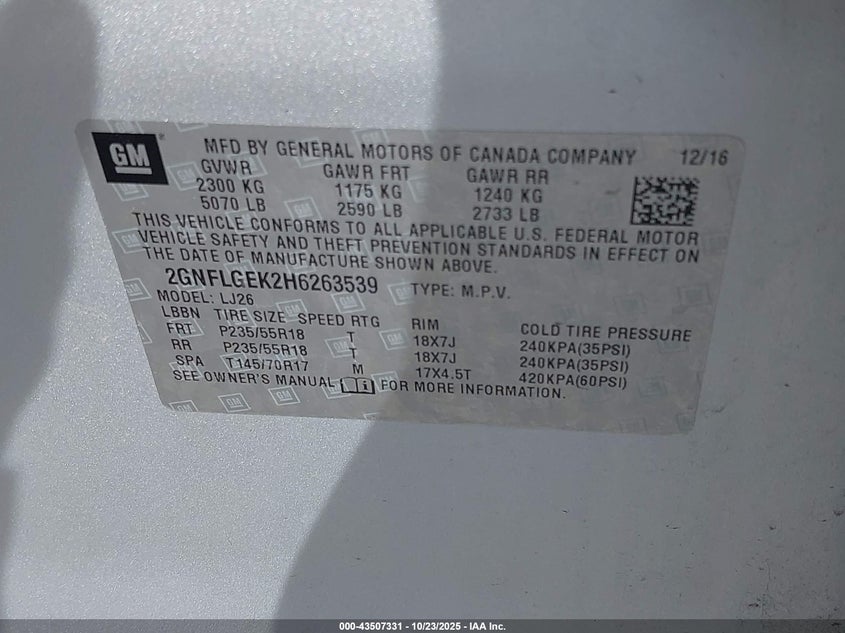 GM
MFD BY GENERAL MOTORS OF CANADA COMPANY 12/16
GVWR GAWR FRT GAWR RR
2300 KG 1175 KG 1240 KG
5070 LB 2590 LB 2733 LB
THIS VEHICLE CONFORMS TO ALL APPLICABLE U.S. FEDERAL MOTOR
VEHICLE SAFETY AND THEFT PREVENTION STANDARDS IN EFFECT ON
THE DATE OF MANUFACTURE SHOWN ABOVE.
2GNFLGEK2H6263539 TYPE: M.P.V.
MODEL: LJ26
LBBN TIRE SIZE SPEED RTG RIM COLD TIRE PRESSURE
FRT P235/55R18 T 18X7J 240KPA(35PSI)
RR P235/55R18 T 18X7J 240KPA(35PSI)
SPA T145/70R17 M 17X4.5T 420KPA(60PSI)
SEE OWNER'S MANUAL i FOR MORE INFORMATION.
000-43507331 - 10/23/2025 - IAA Inc.